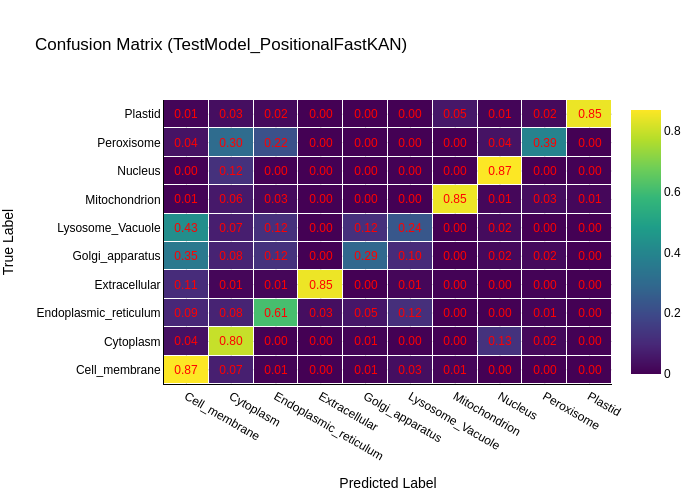 Confusion Matrix (TestModel_PositionalFastKAN)
Plastid 0.01 0.03 0.02 0.00 0.00 0.00 0.05 0.01 0.02 0.85
Peroxisome 0.04 0.30 0.22 0.00 0.00 0.00 0.00 0.04 0.39 0.00
Nucleus 0.00 0.12 0.00 0.00 0.00 0.00 0.00 0.87 0.00 0.00
Mitochondrion 0.01 0.06 0.03 0.00 0.00 0.00 0.85 0.01 0.03 0.01
Lysosome_Vacuole 0.43 0.07 0.12 0.00 0.12 0.00 0.02 0.00 0.00
Golgi_apparatus 0.35 0.08 0.12 0.00 0.29 0.10 0.00 0.02 0.02 0.00
Extracellular 0.11 0.01 0.01 0.85 0.00 0.01 0.00 0.00 0.00 0.00
Endoplasmic_reticulum 0.09 0.08 0.61 0.03 0.05 0.12 0.00 0.00 0.01 0.00
Cytoplasm 0.04 0.80 0.00 0.00 0.01 0.00 0.00 0.13 0.02 0.00
Cell_membrane 0.87 0.07 0.01 0.00 0.01 0.03 0.01 0.00 0.00 0.00
True Label
Cell_membrane
Cytoplasm
Endoplasmic_reticulum
Extracellular
Golgi_apparatus
Lysosome_Vacuole
Mitochondrion
Nucleus
Peroxisome
Plastid
Predicted Label
0.8
0.6
0.4
0.2
0